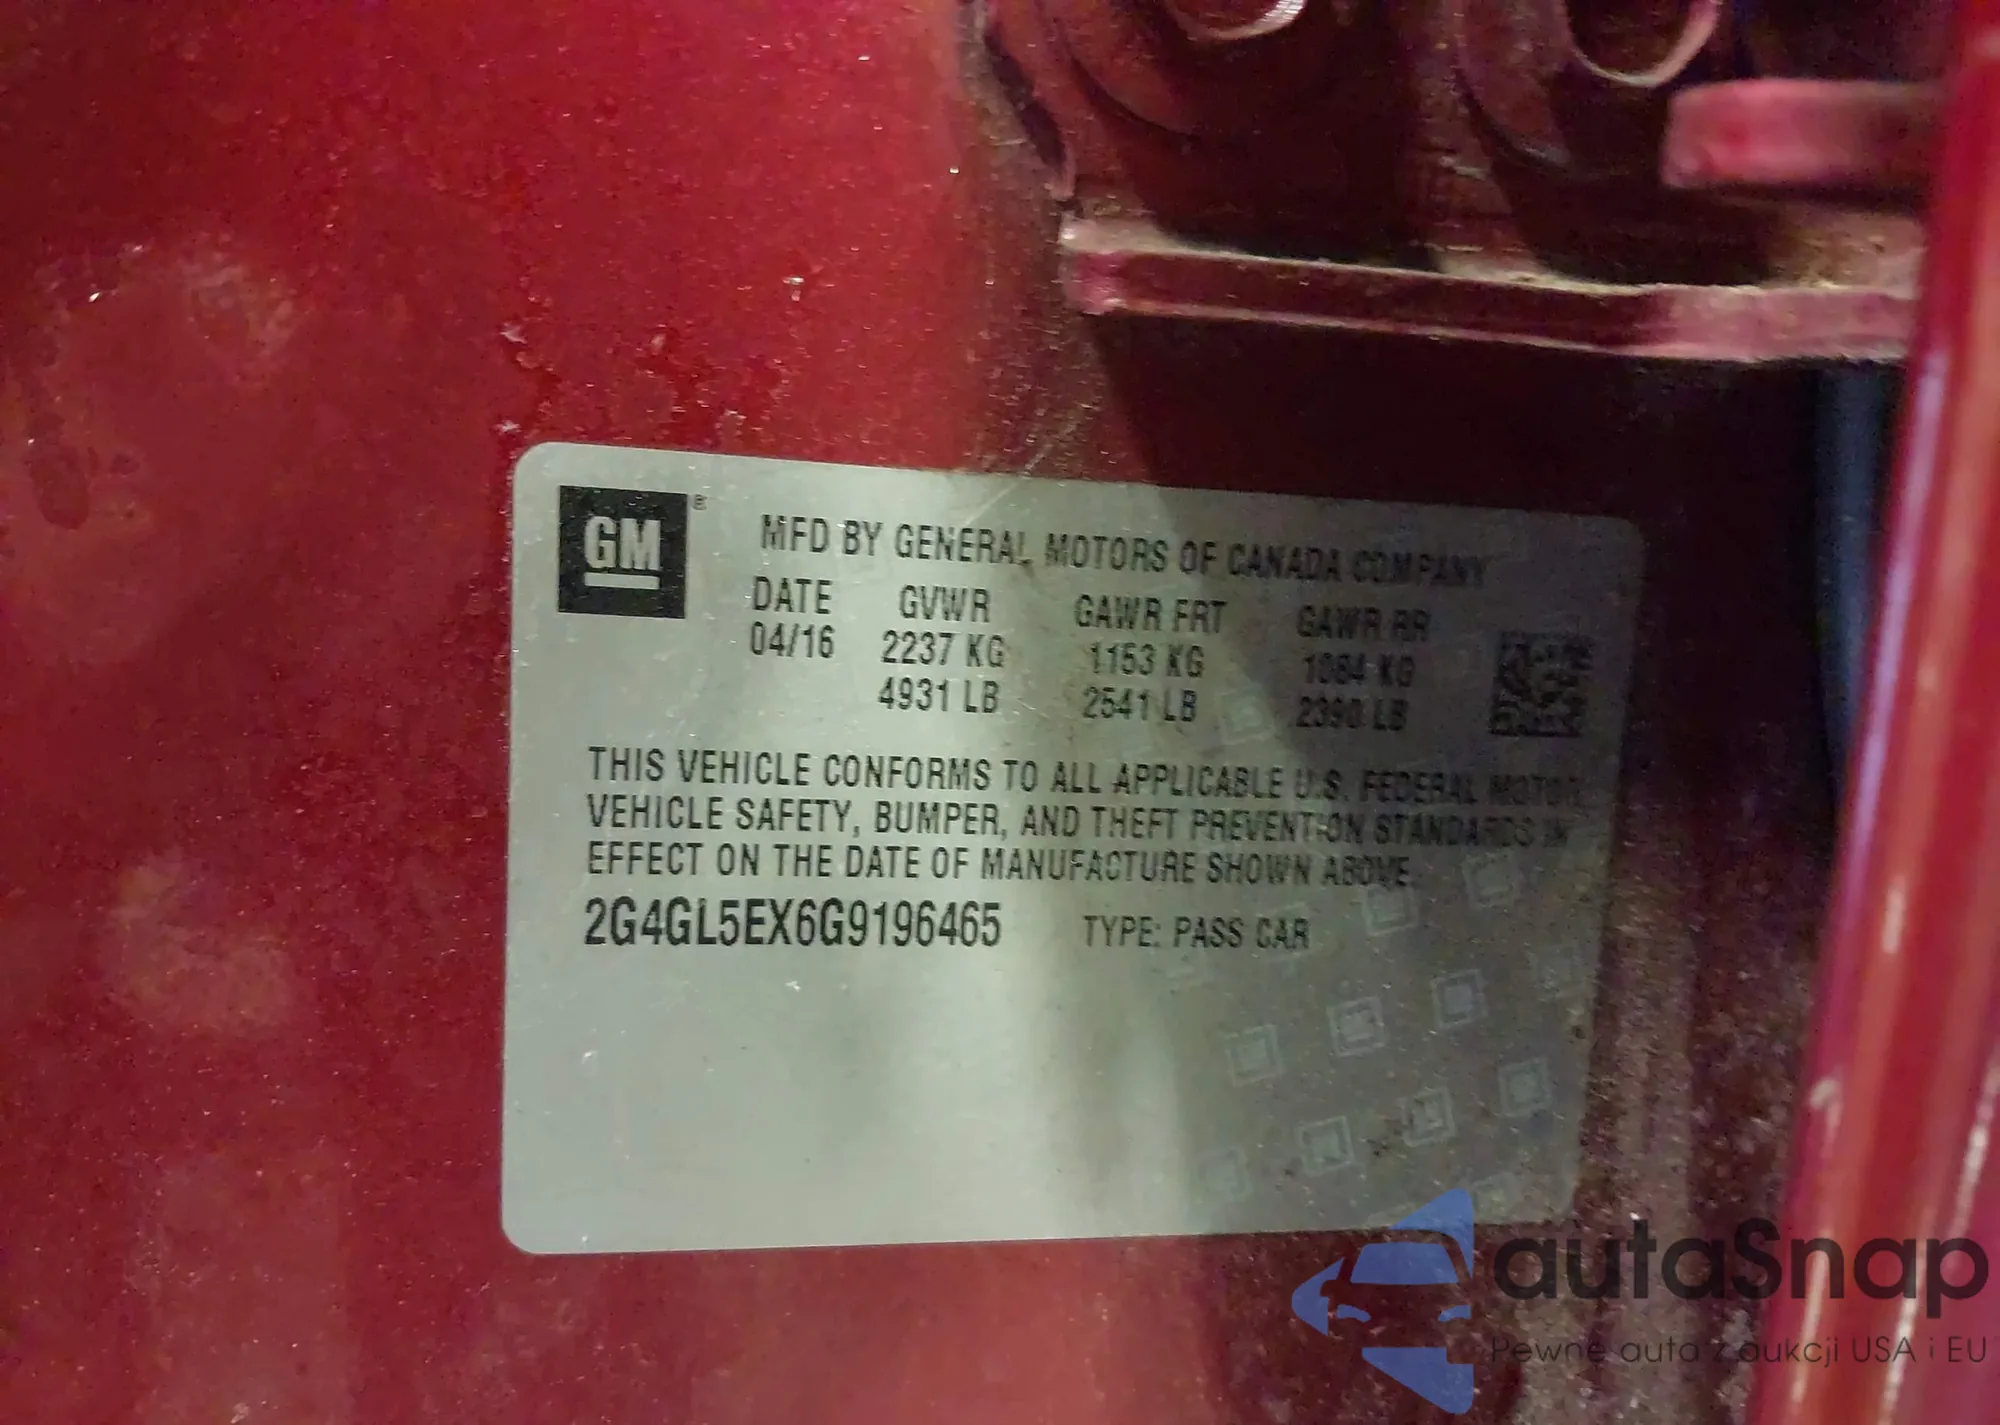 GM ®
MFD BY GENERAL MOTORS OF CANADA COMPANY
DATE GVWR GAWR FRT GAWR RR
04/16 2237 KG 1153 KG 1084 KG
4931 LB 2541 LB 2390 LB
THIS VEHICLE CONFORMS TO ALL APPLICABLE U.S. FEDERAL MOTOR
VEHICLE SAFETY, BUMPER, AND THEFT PREVENTION STANDARDS IN
EFFECT ON THE DATE OF MANUFACTURE SHOWN ABOVE.
2G4GL5EX6G9196465 TYPE: PASS CAR
autaSnap
Pewne auta z aukcji USA i EU